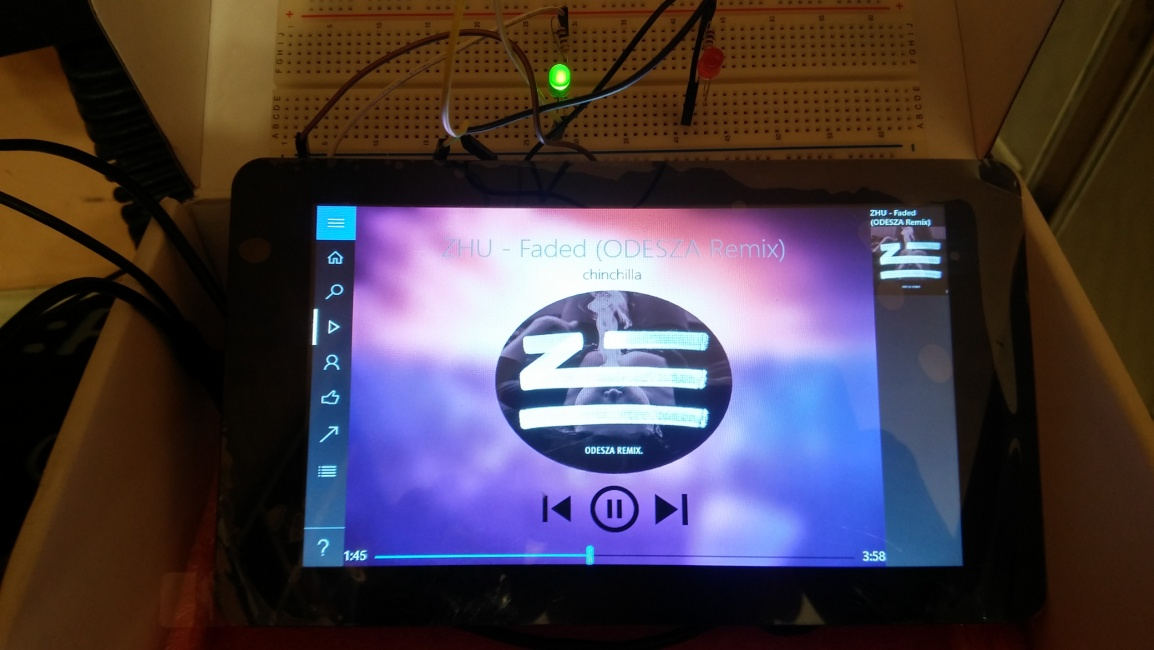 ZHU - Faded (ODESZA Remix)
chinchilla
ODESZA REMIX.
1:45
3:58
?
ZHU - Faded
(ODESZA Remix)